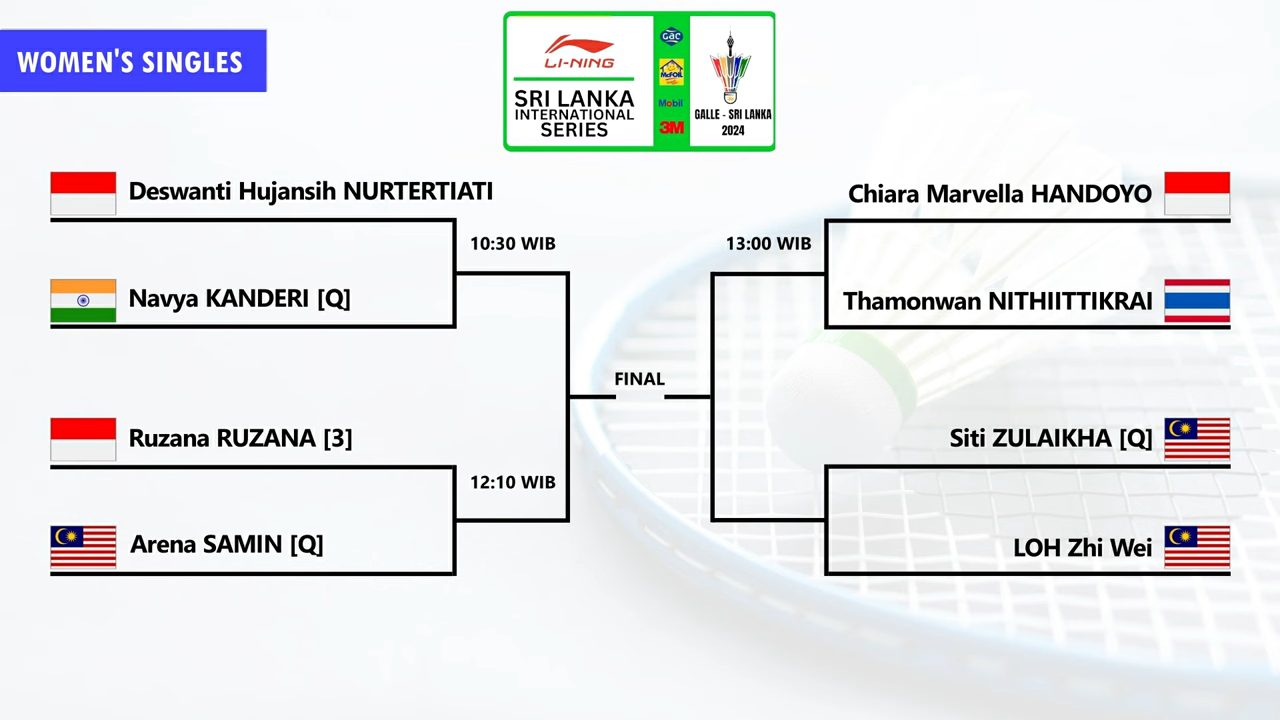 WOMEN'S SINGLES
LI-NING
SRI LANKA
INTERNATIONAL
SERIES
GAC
McFOIL
Mobil
3M
GALLE - SRI LANKA
2024
Deswanti Hujansih NURTERTIATI
10:30 WIB
Navya KANDERI [Q]
Ruzana RUZANA [3]
12:10 WIB
Arena SAMIN [Q]
FINAL
Chiara Marvella HANDOYO
13:00 WIB
Thamonwan NITHIITTIKRAI
Siti ZULAIKHA [Q]
LOH Zhi Wei